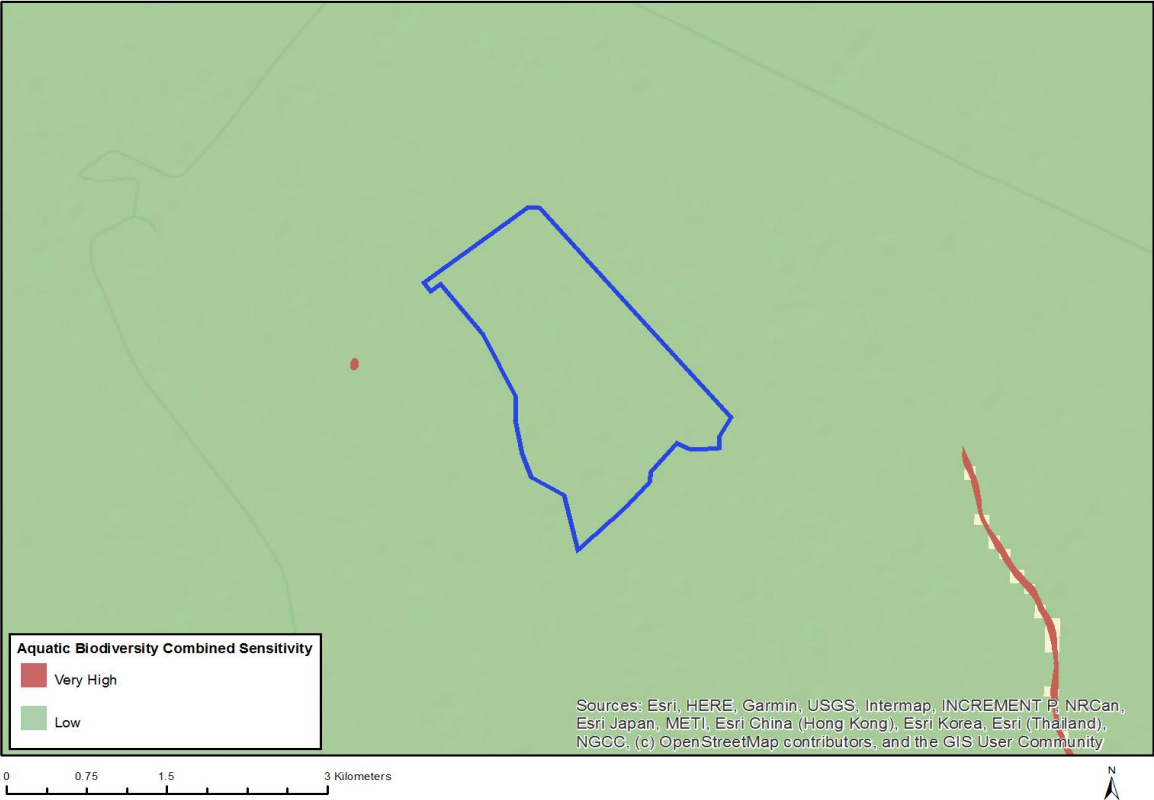 Aquatic Biodiversity Combined Sensitivity
Very High
Low
Sources: Esri, HERE, Garmin, USGS, Intermap, INCREMENT P, NRCan,
Esri Japan, METI, Esri China (Hong Kong), Esri Korea, Esri (Thailand),
NGCC, (c) OpenStreetMap contributors, and the GIS User Community
0 0.75 1.5 3 Kilometers
N